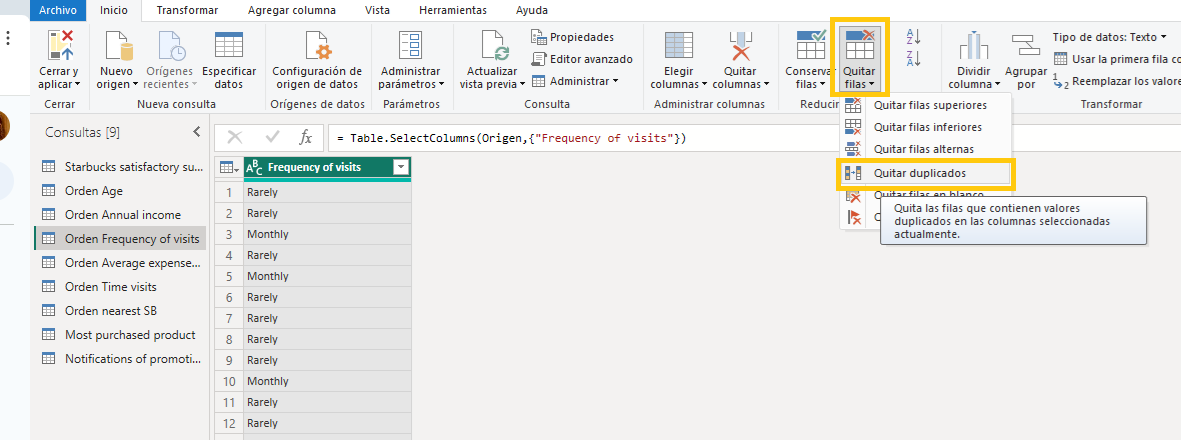 Archivo Inicio Transformar Agregar columna Vista Herramientas Ayuda
Cerrar y aplicar
Cerrar
Nuevo origen
Orígenes recientes
Especificar datos
Nueva consulta
Configuración de origen de datos
Orígenes de datos
Administrar parámetros
Parámetros
Actualizar vista previa
Propiedades
Editor avanzado
Administrar
Consulta
Elegir columnas
Quitar columnas
Administrar columnas
Conservar filas
Quitar filas
Reducir
A
Z
Z
A
Dividir columna
Agrupar por
Tipo de datos: Texto
Usar la primera fila co
1 2 Reemplazar los valore
Transformar
Quitar filas superiores
Quitar filas inferiores
Quitar filas alternas
Quitar duplicados
Quitar filas en blanco
Quita las filas que contienen valores
duplicados en las columnas seleccionadas
actualmente.
Consultas [9]
Starbucks satisfactory su...
Orden Age
Orden Annual income
Orden Frequency of visits
Orden Average expense...
Orden Time visits
Orden nearest SB
Most purchased product
Notifications of promoti...
fx = Table.SelectColumns(Origen,{"Frequency of visits"})
ABC Frequency of visits
1 Rarely
2 Rarely
3 Monthly
4 Rarely
5 Monthly
6 Rarely
7 Rarely
8 Rarely
9 Rarely
10 Monthly
11 Rarely
12 Rarely